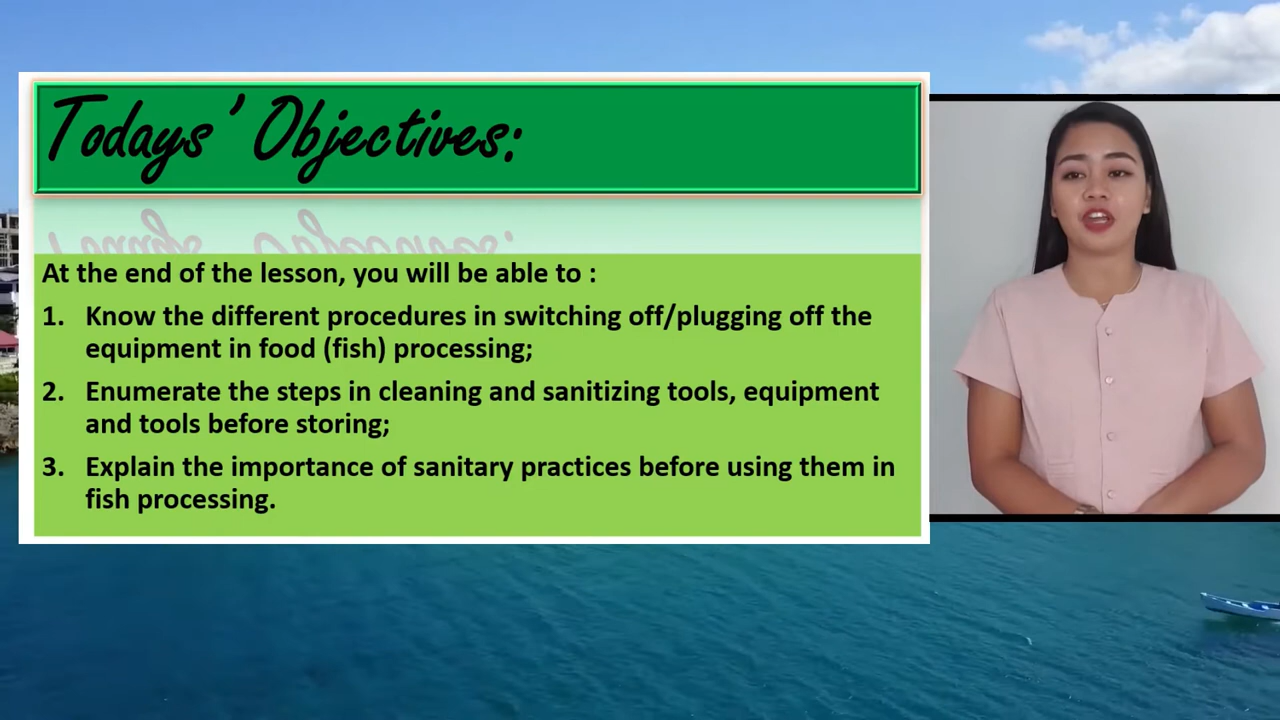 Todays' Objectives:
At the end of the lesson, you will be able to :
1. Know the different procedures in switching off/plugging off the
equipment in food (fish) processing;
2. Enumerate the steps in cleaning and sanitizing tools, equipment
and tools before storing;
3. Explain the importance of sanitary practices before using them in
fish processing.